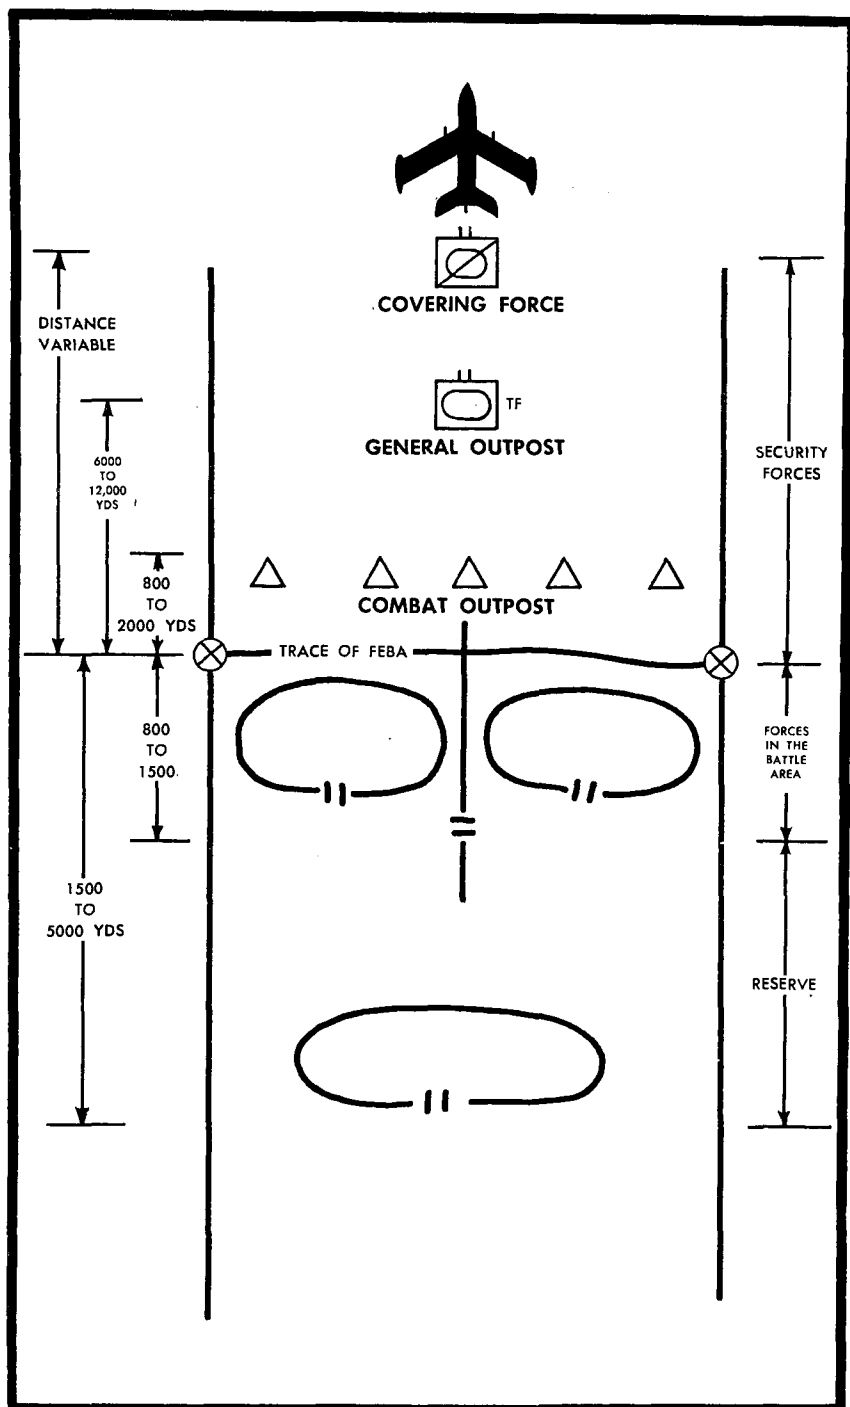 COVERING FORCE
DISTANCE
VARIABLE
TF
GENERAL OUTPOST
6000
TO
12,000
YDS
SECURITY
FORCES
800
TO
2000 YDS
COMBAT OUTPOST
TRACE OF FEBA
800
TO
1500
FORCES
IN THE
BATTLE
AREA
1500
TO
5000 YDS
RESERVE